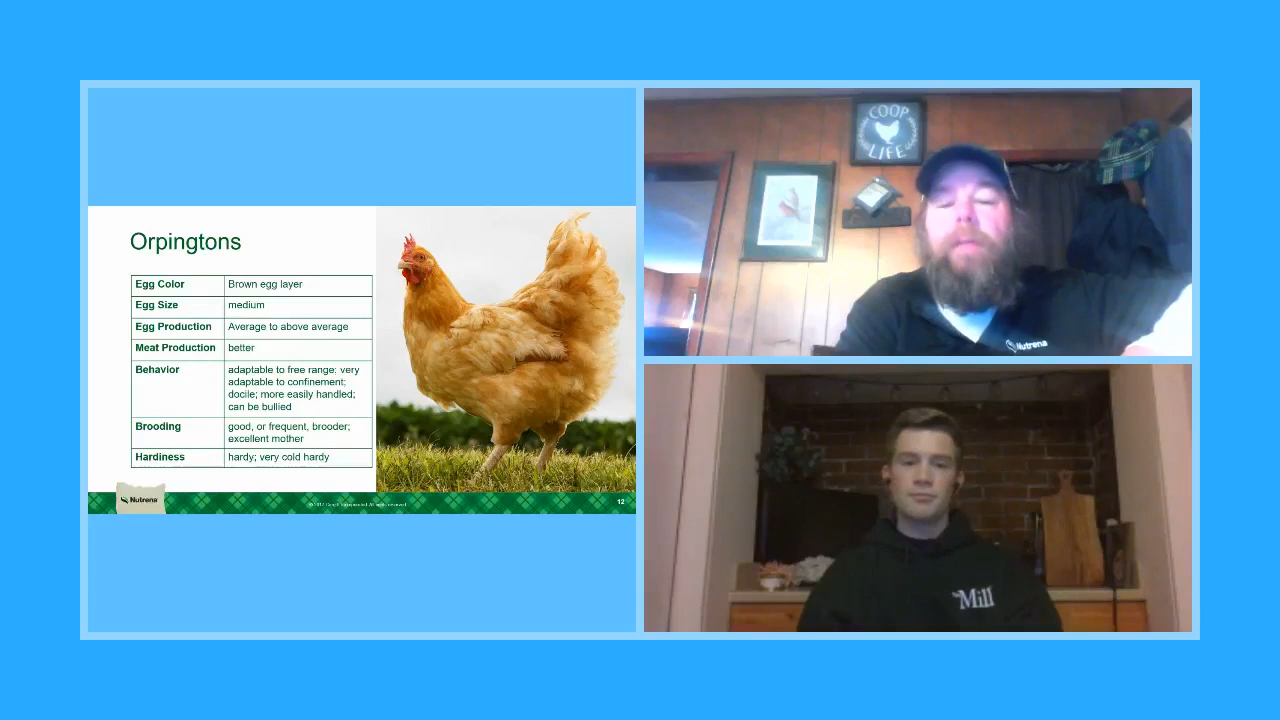 Orpingtons
Egg Color Brown egg layer
Egg Size medium
Egg Production Average to above average
Meat Production better
Behavior adaptable to free range; very
adaptable to confinement;
docile; more easily handled;
can be bullied
Brooding good, or frequent, brooder;
excellent mother
Hardiness hardy; very cold hardy
Nutrena
12
COOP
LIFE
Nutrena
The Mill